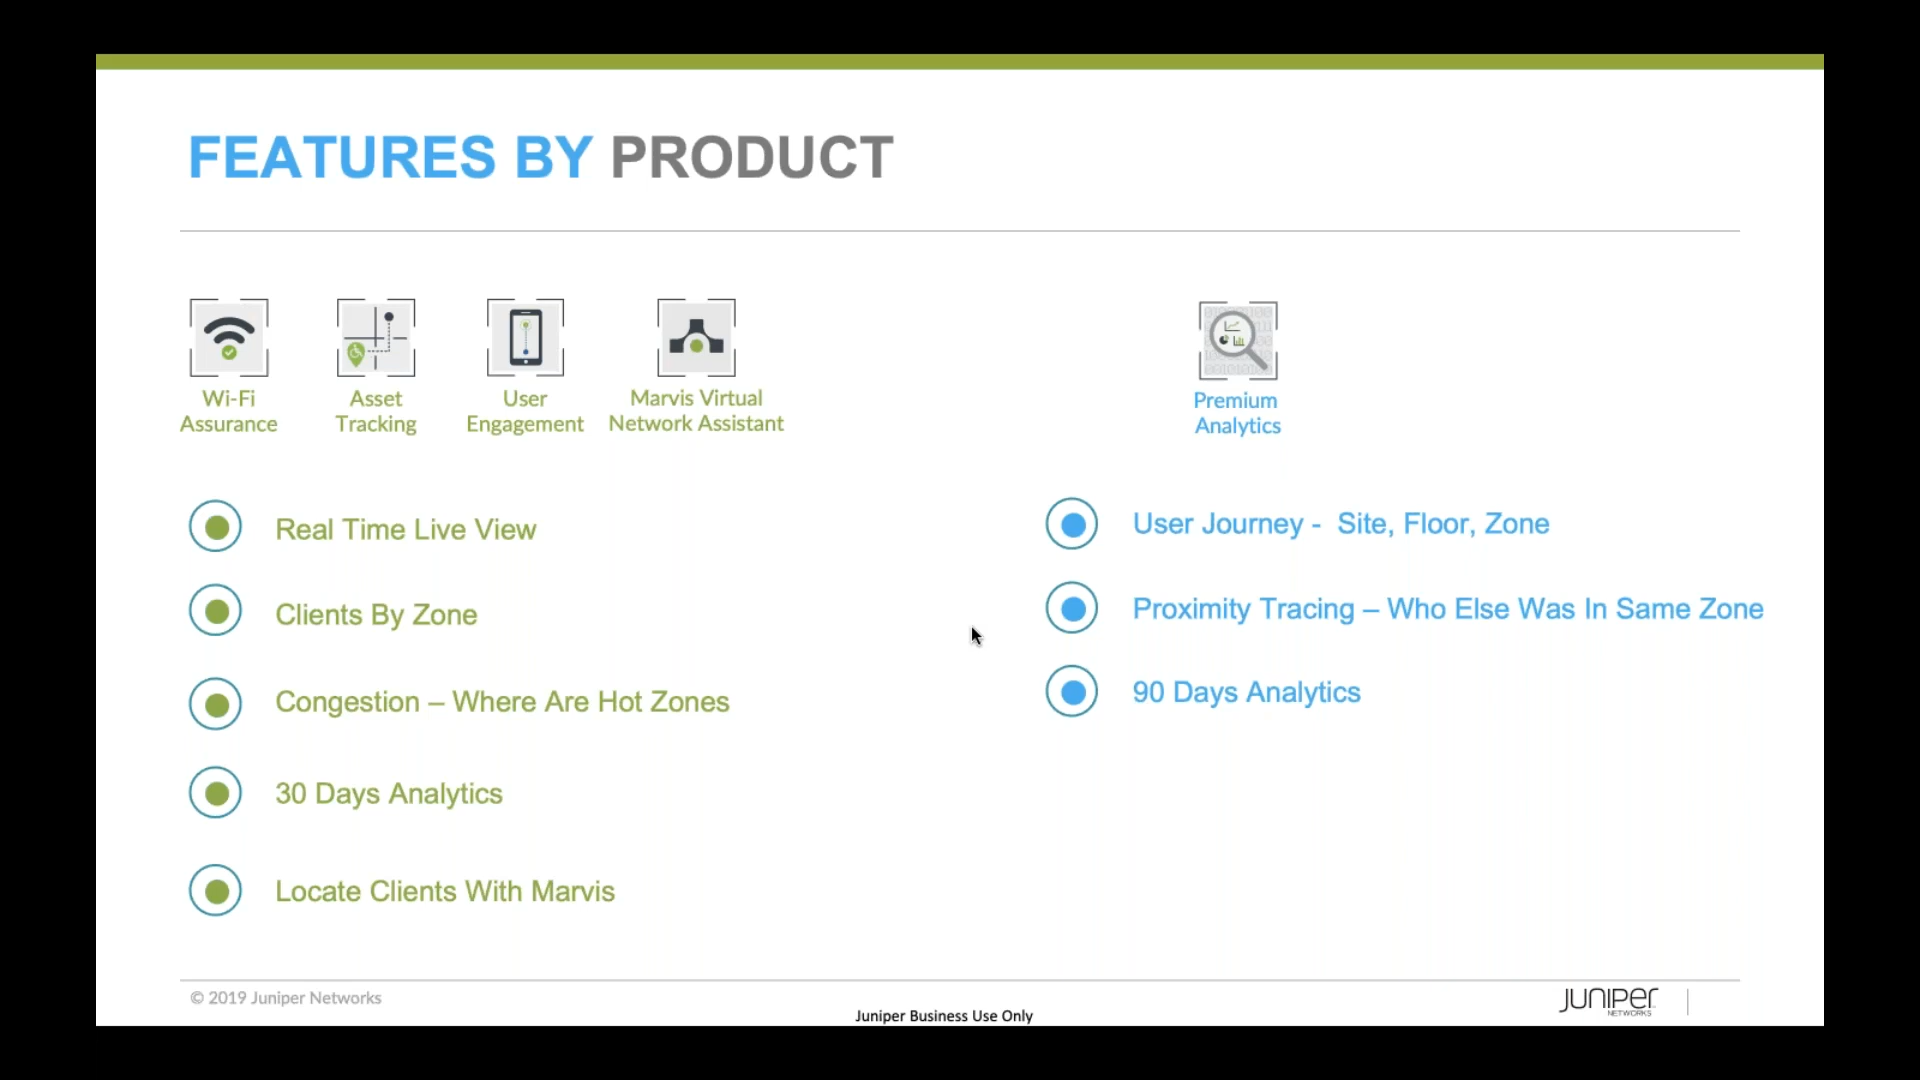 FEATURES BY PRODUCT
Wi-Fi
Assurance
Asset
Tracking
User
Engagement
Marvis Virtual
Network Assistant
Premium
Analytics
Real Time Live View
Clients By Zone
Congestion – Where Are Hot Zones
30 Days Analytics
Locate Clients With Marvis
User Journey -  Site, Floor, Zone
Proximity Tracing – Who Else Was In Same Zone
90 Days Analytics
© 2019 Juniper Networks
Juniper Business Use Only
JUNIPER
NETWORKS